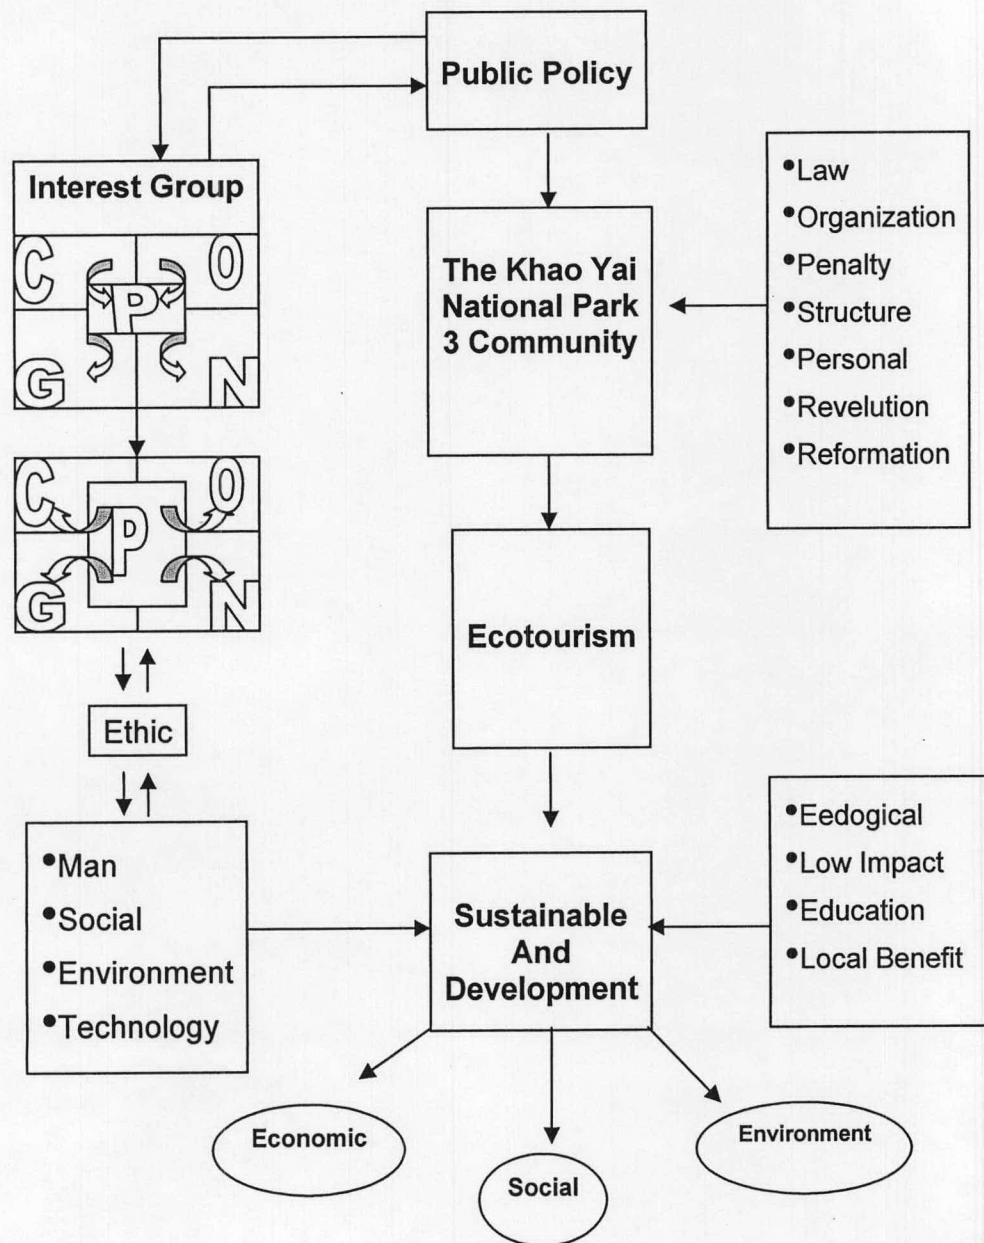 Public Policy
Interest Group
C O
P
G N
C O
P
G N
Ethic
•Man
•Social
•Environment
•Technology
The Khao Yai
National Park
3 Community
•Law
•Organization
•Penalty
•Structure
•Personal
•Revelution
•Reformation
Ecotourism
Sustainable
And
Development
•Eedogical
•Low Impact
•Education
•Local Benefit
Economic
Social
Environment